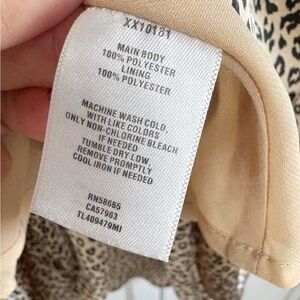 XX10181
MAIN BODY
100% POLYESTER
LINING
100% POLYESTER
MACHINE WASH COLD
WITH LIKE COLORS
ONLY NON-CHLORINE BLEACH
IF NEEDED
TUMBLE DRY LOW
REMOVE PROMPTLY
COOL IRON IF NEEDED
RN58665
CA57963
TL4D9479MI